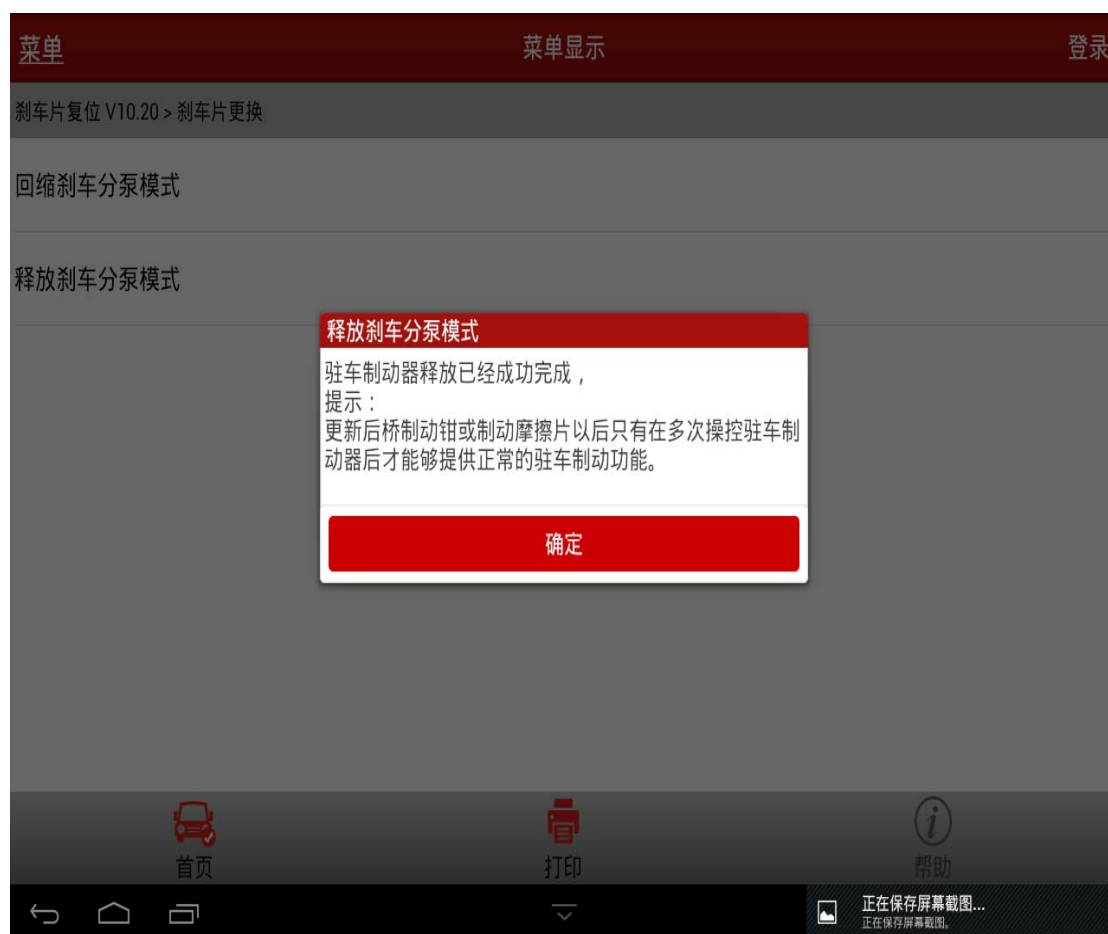 菜单
菜单显示
登录
刹车片复位 V10.20 > 刹车片更换
回缩刹车分泵模式
释放刹车分泵模式
释放刹车分泵模式
驻车制动器释放已经成功完成，
提示：
更新后桥制动钳或制动摩擦片以后只有在多次操控驻车制
动器后才能够提供正常的驻车制动功能。
确定
首页
打印
帮助
正在保存屏幕截图...
正在保存屏幕截图。